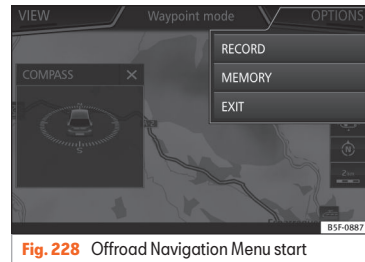 VIEW
Waypoint mode
OPTIONS
RECORD
COMPASS
MEMORY
EXIT
S
B5F-0887
Fig. 228 Offroad Navigation Menu start